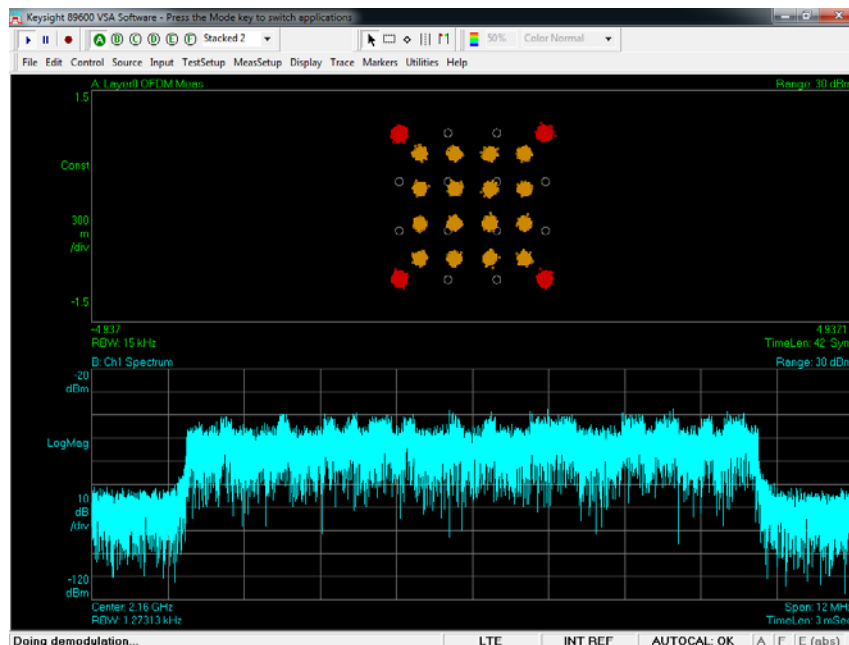 Keysight 89600 VSA Software - Press the Mode key to switch applications
A B C D E F Stacked 2 50% Color Normal
File Edit Control Source Input TestSetup MeasSetup Display Trace Markers Utilities Help
A: Layer0 OFDM Meas Range: 30 dBm
1.5
Const
300
m
/div
-1.5
-4.937 4.9371
RBW: 15 kHz TimeLen: 42 Sym
B: Ch1 Spectrum Range: 30 dBm
-20
dBm
LogMag
10
dB
/div
-120
dBm
Center: 2.16 GHz Span: 12 MHz
RBW: 1.27313 kHz TimeLen: 3 mSec
Doing demodulation... LTE INT REF AUTOCAL: OK A F E (abs)